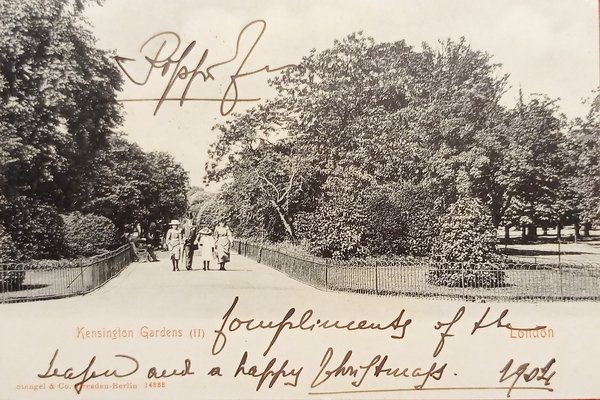 Kensington Gardens (II) London
Compliments of the
Season and a happy Christmas. 1904
Stengel & Co., Dresden-Berlin 14888